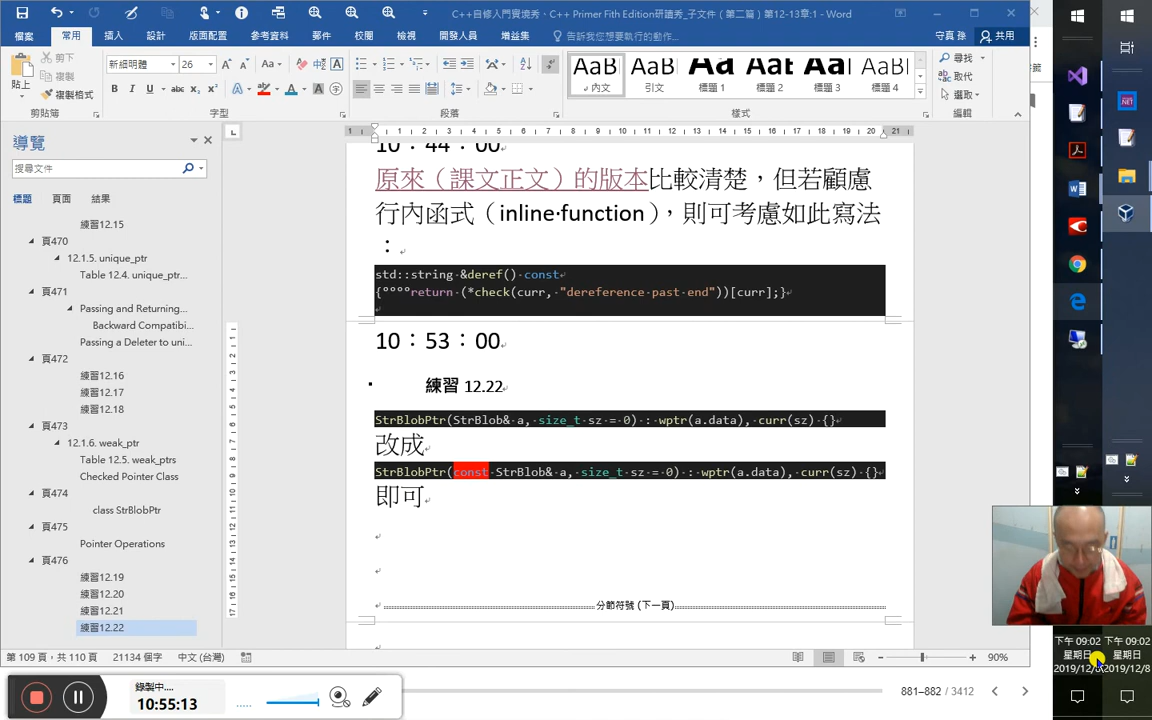 C++自修入門實境秀、C++ Primer Fith Edition研讀秀_子文件（第二篇）第12-13章:1 - Word
檔案 常用 插入 設計 版面配置 參考資料 郵件 校閱 檢視 開發人員 增益集 告訴我您想要執行的動作... 守真 孫 共用
貼上 剪下 複製 複製格式 剪貼簿
新細明體 26 字型
段落
AaB AaBb AaB AaB AaB AaBb
內文 引文 標題 1 標題 2 標題 3 標題 4
樣式
尋找 取代 選取 編輯
導覽
搜尋文件
標題 頁面 結果
練習12.15
頁470
12.1.5. unique_ptr
Table 12.4. unique_ptr...
頁471
Passing and Returning...
Backward Compatibi...
Passing a Deleter to uni...
頁472
練習12.16
練習12.17
練習12.18
頁473
12.1.6. weak_ptr
Table 12.5. weak_ptrs
Checked Pointer Class
頁474
class StrBlobPtr
頁475
Pointer Operations
頁476
練習12.19
練習12.20
練習12.21
練習12.22
10：44：00
原來（課文正文）的版本比較清楚，但若顧慮
行內函式（inline·function），則可考慮如此寫法
：
std::string·&deref()·const
{°°°°return·(*check(curr,·"dereference·past·end"))[curr];}
10：53：00
練習 12.22
StrBlobPtr(StrBlob&·a,·size_t·sz·=·0)·:·wptr(a.data),·curr(sz)·{}
改成
StrBlobPtr(const·StrBlob&·a,·size_t·sz·=·0)·:·wptr(a.data),·curr(sz)·{}
即可
分節符號 (下一頁)
第 109 頁，共 110 頁 21134 個字 中文 (台灣) 90%
錄製中....
10:55:13
881–882 / 3412
下午 09:02 下午 09:02
星期日 星期日
2019/12/8 2019/12/8